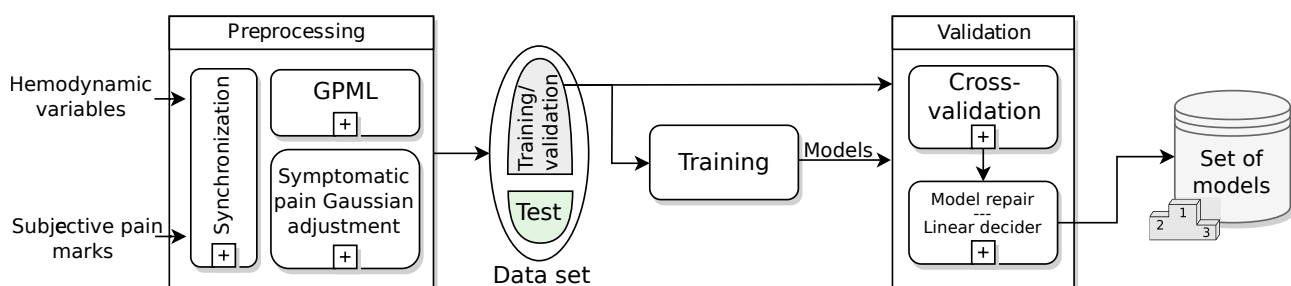 Preprocessing
Hemodynamic
variables
Subjective pain
marks
Synchronization
+
GPML
+
Symptomatic
pain Gaussian
adjustment
+
Training/
validation
Test
Data set
Training
Models
Validation
Cross-
validation
+
Model repair
---
Linear decider
+
Set of
models
1
2
3